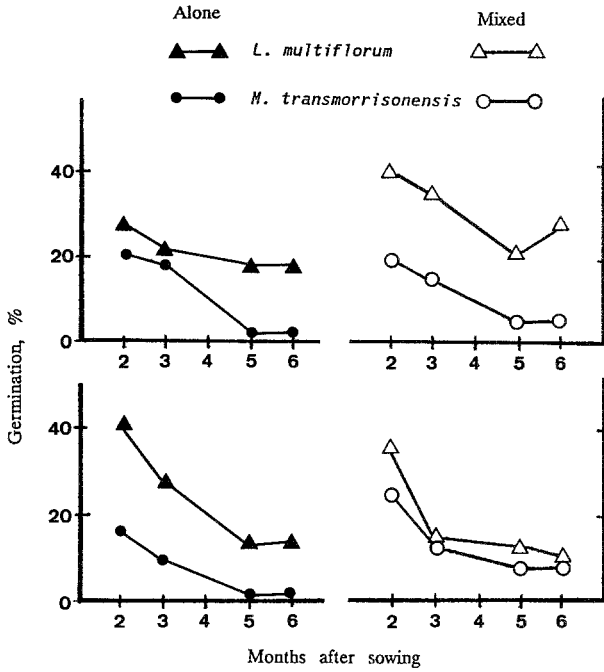 Alone Mixed
L. multiflorum
M. transmorrisonensis
40
20
0
2 3 4 5 6
2 3 4 5 6
40
20
0
2 3 4 5 6
2 3 4 5 6
Germination, %
Months after sowing